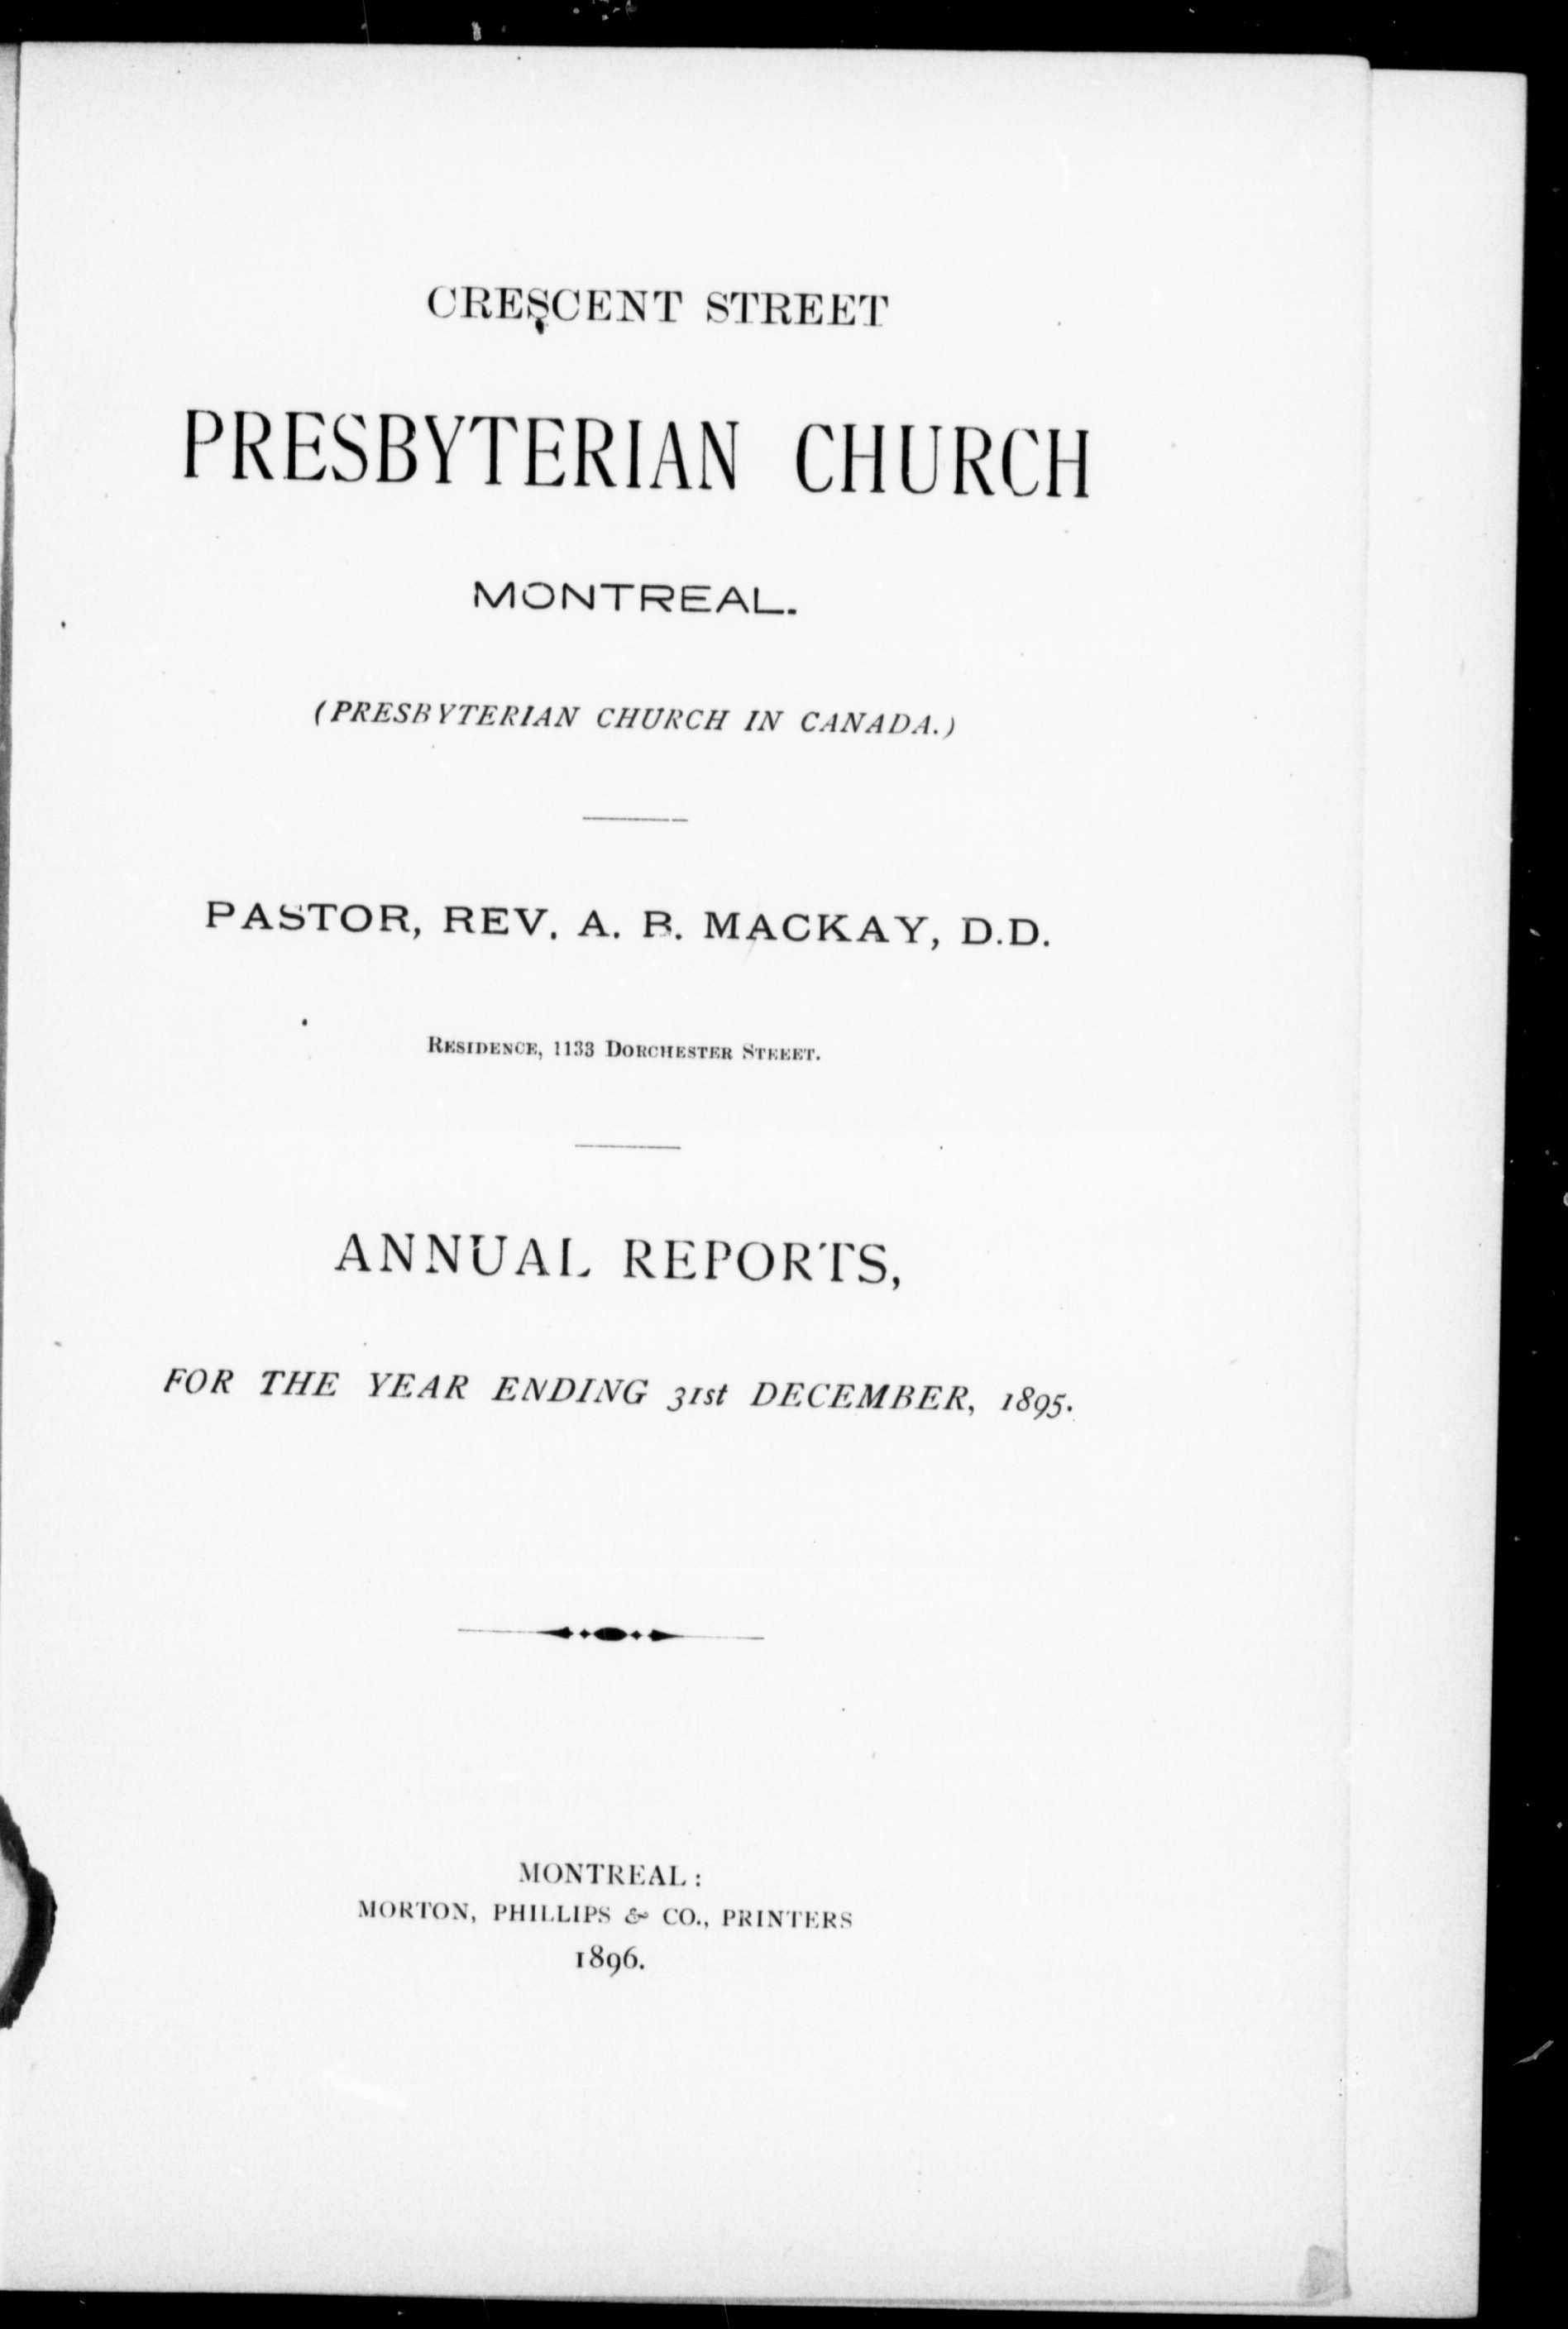 CRESCENT STREET
PRESBYTERIAN CHURCH
MONTREAL.
(PRESBYTERIAN CHURCH IN CANADA.)
PASTOR, REV. A. B. MACKAY, D.D.
RESIDENCE, 1133 DORCHESTER STEEET.
ANNUAL REPORTS,
FOR THE YEAR ENDING 31st DECEMBER, 1895.
MONTREAL:
MORTON, PHILLIPS & CO., PRINTERS
1896.